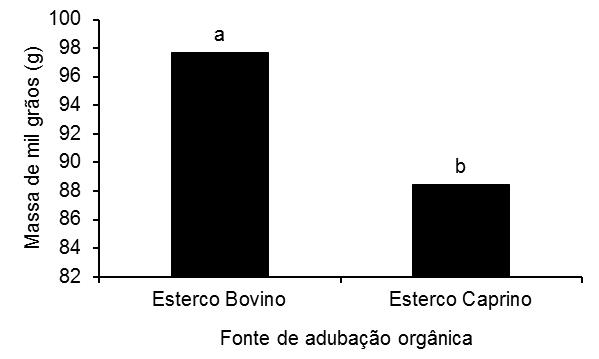 Massa de mil grãos (g)
100
98
96
94
92
90
88
86
84
82
a
b
Esterco Bovino
Esterco Caprino
Fonte de adubação orgânica